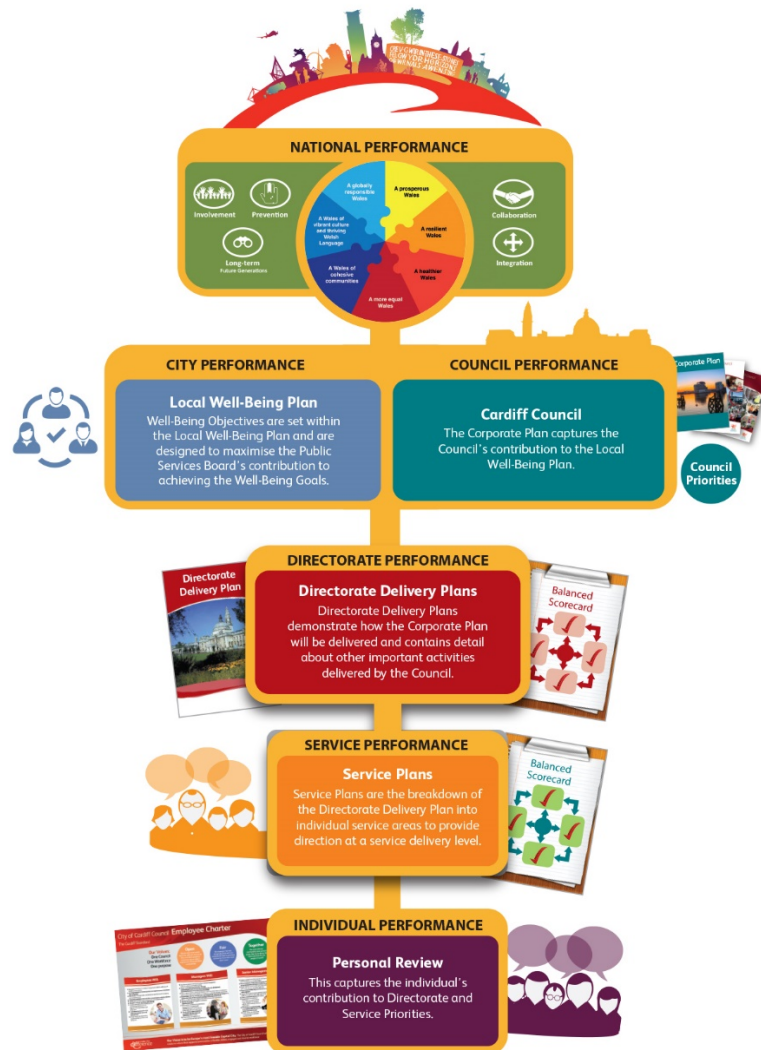 NATIONAL PERFORMANCE
Involvement
Prevention
Long-term
Future Generations
A globally
responsible
Wales
A prosperous
Wales
A Wales of
vibrant culture
and thriving
Welsh
Language
A resilient
Wales
A Wales of
cohesive
communities
A healthier
Wales
A more equal
Wales
Collaboration
Integration
CITY PERFORMANCE
Local Well-Being Plan
Well-Being Objectives are set within
the Local Well-Being Plan and are
designed to maximise the Public
Services Board's contribution to
achieving the Well-Being Goals.
COUNCIL PERFORMANCE
Cardiff Council
The Corporate Plan captures the
Council's contribution to the Local
Well-Being Plan.
Corporate Plan
Council
Priorities
DIRECTORATE PERFORMANCE
Directorate
Delivery Plan
Directorate Delivery Plans
Directorate Delivery Plans
demonstrate how the Corporate Plan
will be delivered and contains detail
about other important activities
delivered by the Council.
Balanced
Scorecard
SERVICE PERFORMANCE
Service Plans
Service Plans are the breakdown of
the Directorate Delivery Plan into
individual service areas to provide
direction at a service delivery level.
Balanced
Scorecard
INDIVIDUAL PERFORMANCE
City of Cardiff Council Employee Charter
Personal Review
This captures the individual's
contribution to Directorate and
Service Priorities.